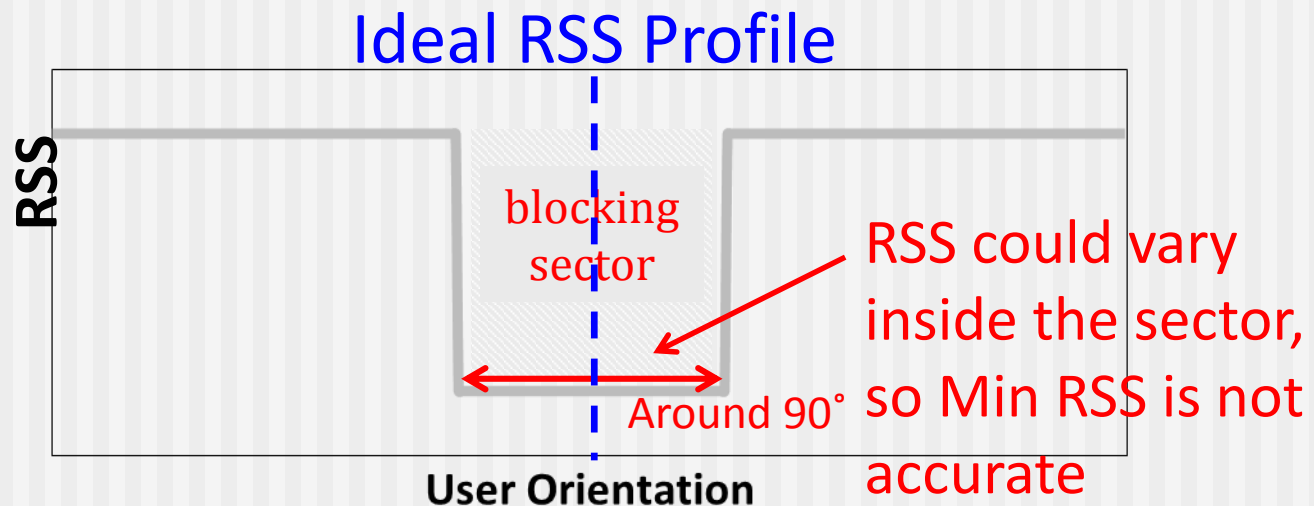 Ideal RSS Profile
RSS
blocking
sector
RSS could vary
inside the sector,
so Min RSS is not
accurate
Around 90˚
User Orientation